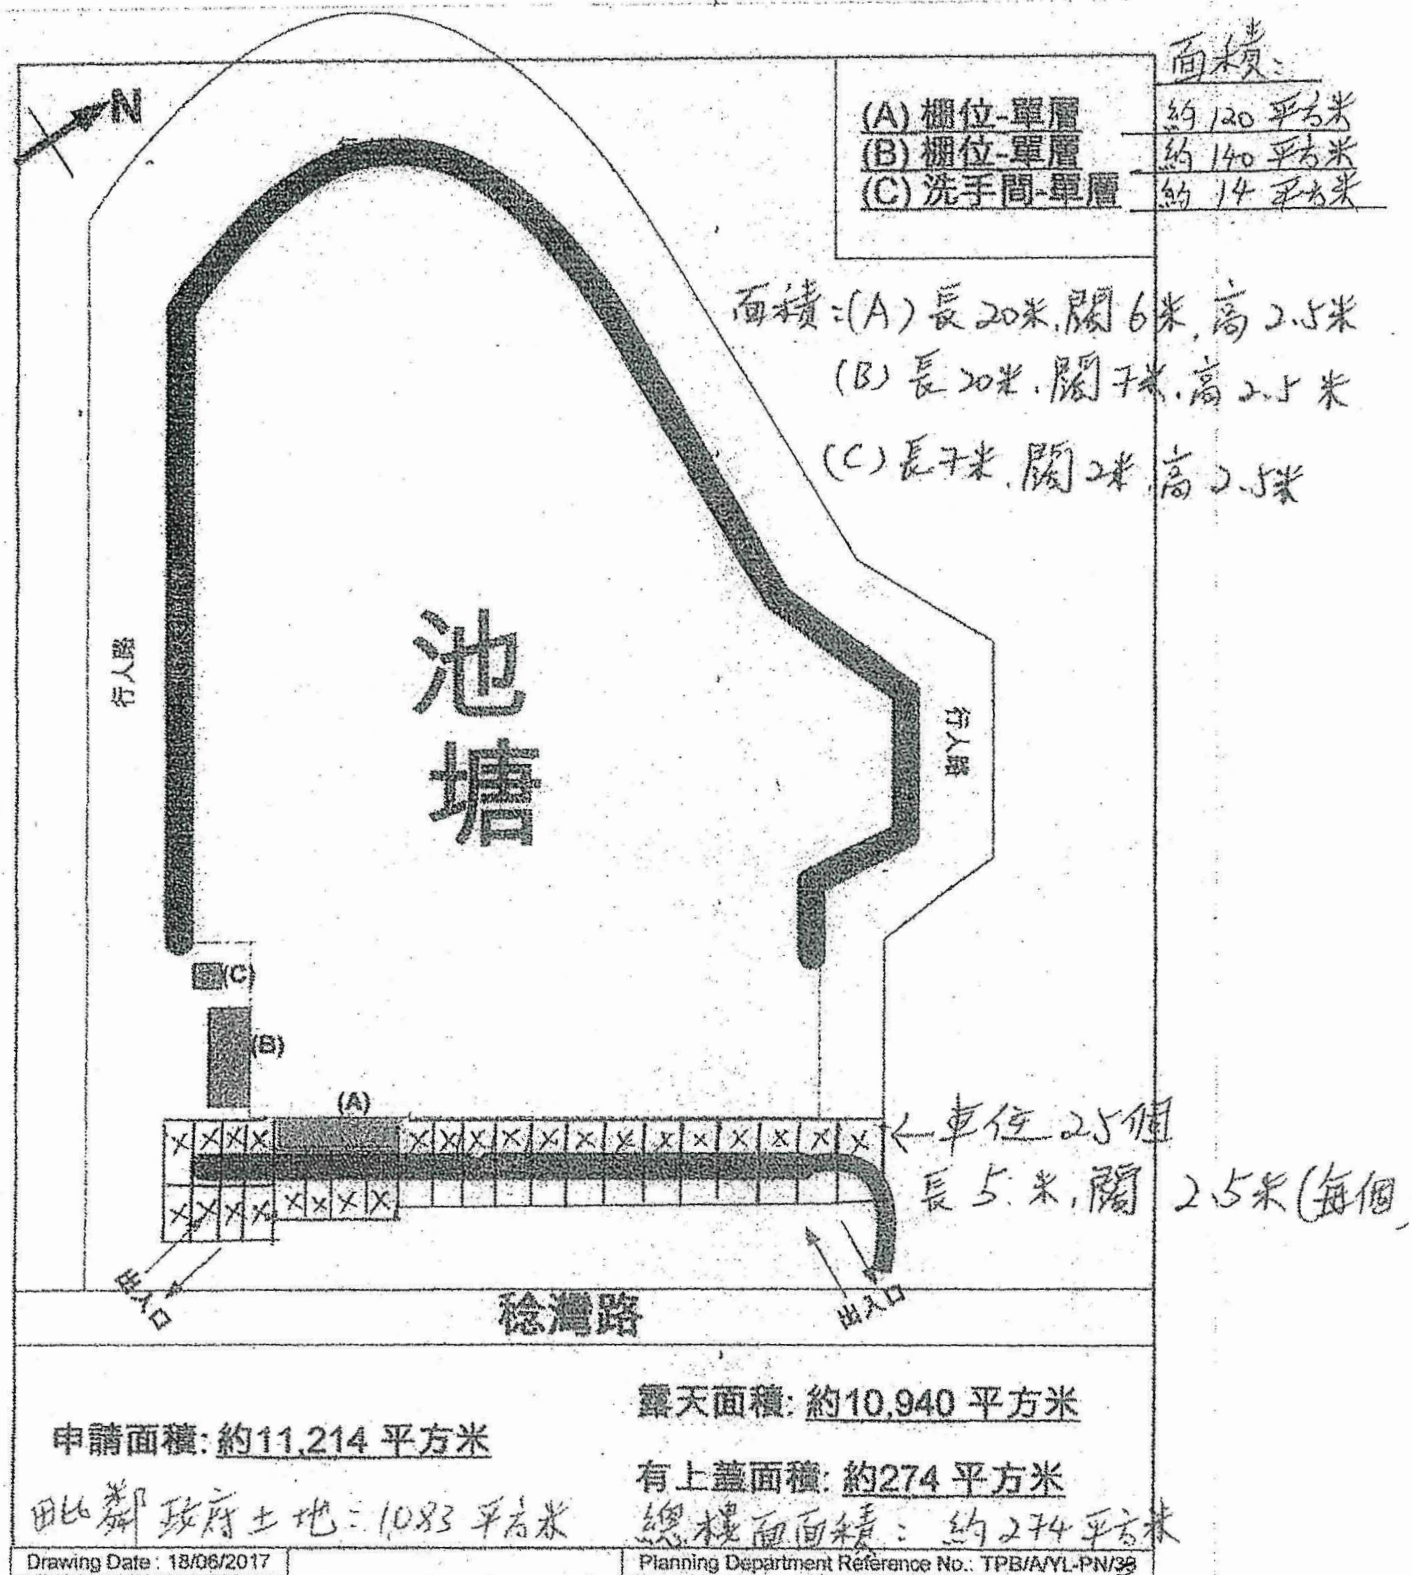 N
面積:
(A) 棚位-單層 約 120 平方米
(B) 棚位-單層 約 140 平方米
(C) 洗手間-單層 約 14 平方米
面積:(A) 長 20米, 闊 6米, 高 2.5米
(B) 長 20米, 闊 7米, 高 2.5 米
(C) 長 7米, 闊 2米, 高 2.5米
池
塘
行人路
行人路
(C)
(B)
(A)
X X X X X X X X X X X X X X X X X
←車位 25個
長 5 米, 闊 2.5米(每個
X X X X X X X X
出入口
出入口
稔灣路
露天面積: 約10,940 平方米
申請面積: 約11,214 平方米
有上蓋面積: 約274 平方米
毗鄰政府土地: 1083 平方米
總樓面面積: 約 274 平方米
Drawing Date : 18/06/2017
Planning Department Reference No.: TPB/A/YL-PN/